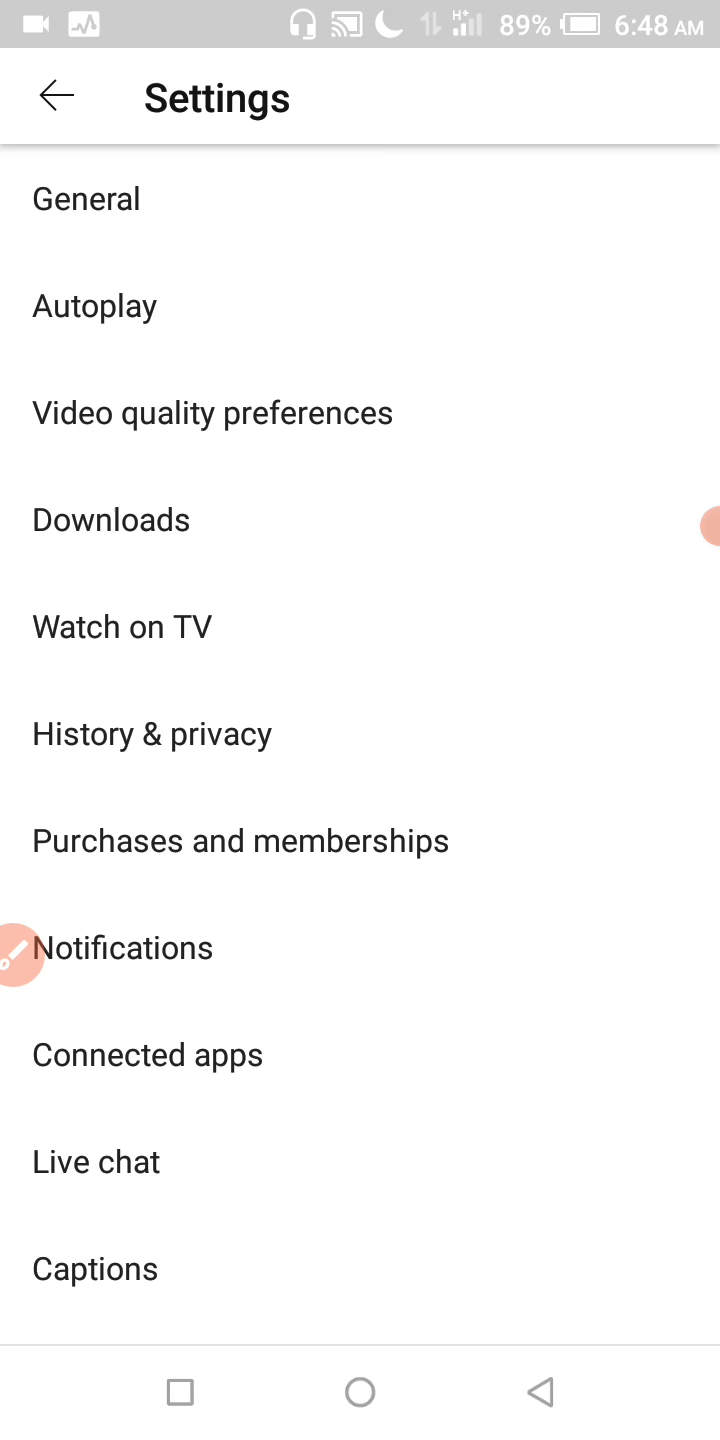 H+ 89% 6:48 AM
Settings
General
Autoplay
Video quality preferences
Downloads
Watch on TV
History & privacy
Purchases and memberships
Notifications
Connected apps
Live chat
Captions